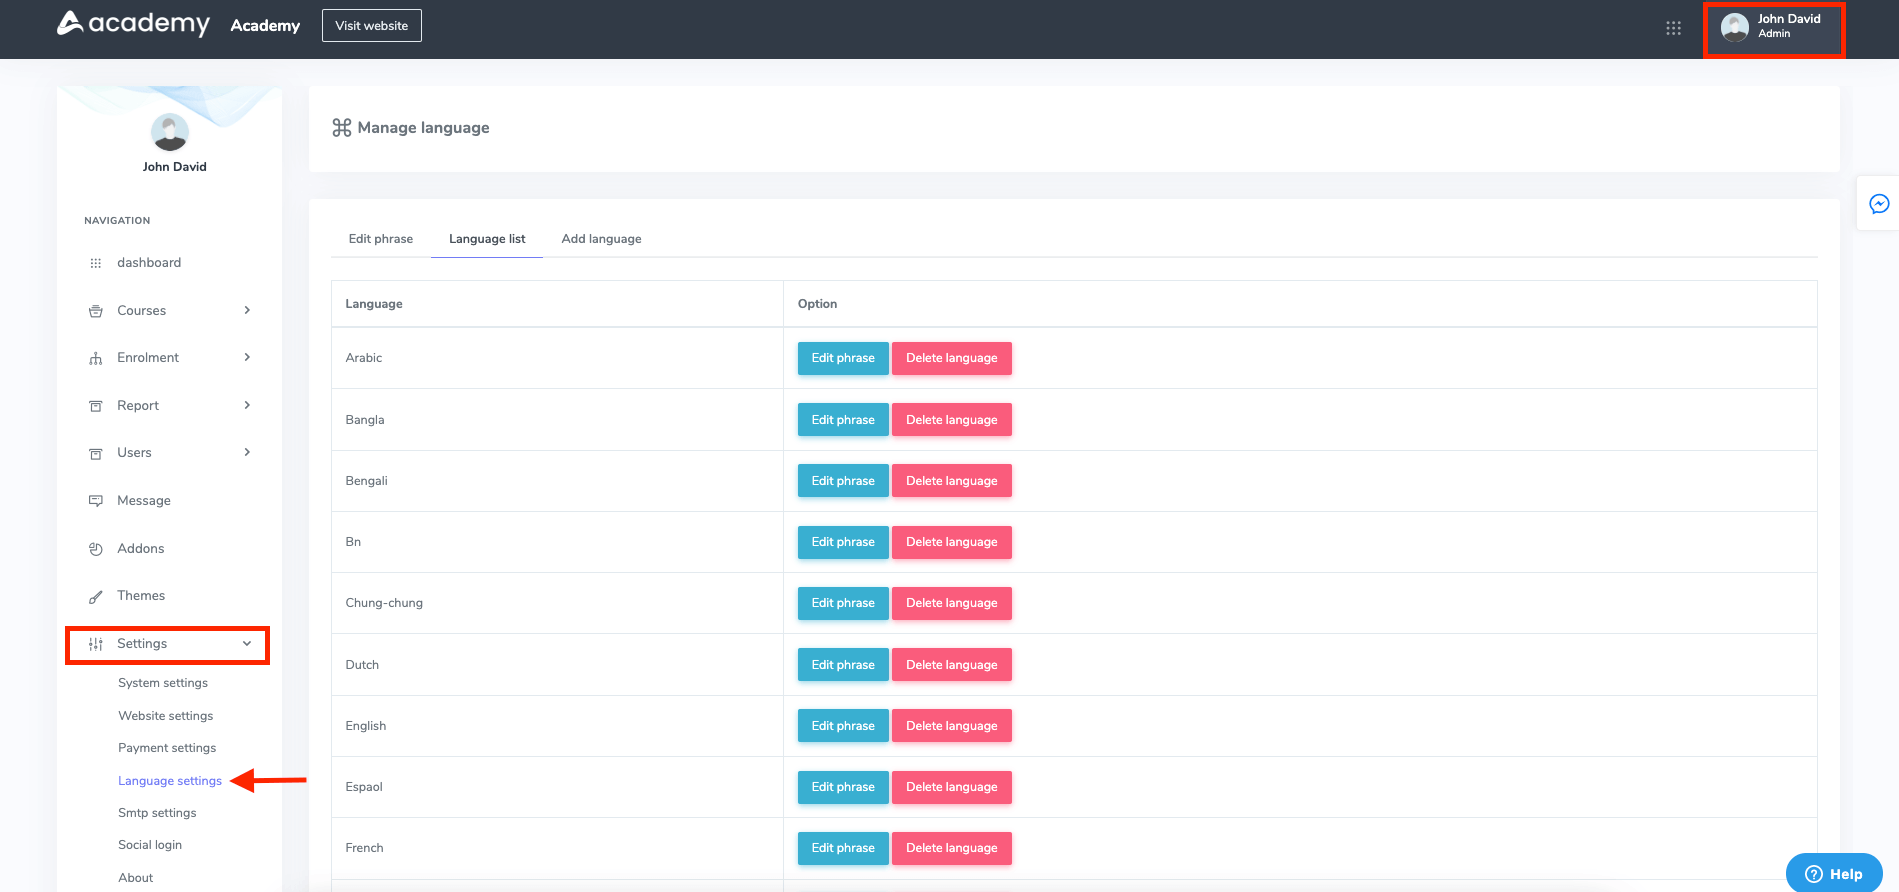 academy Academy Visit website
John David
Admin
John David
NAVIGATION
dashboard
Courses
Enrolment
Report
Users
Message
Addons
Themes
Settings
System settings
Website settings
Payment settings
Language settings
Smtp settings
Social login
About
Manage language
Edit phrase Language list Add language
Language Option
Arabic Edit phrase Delete language
Bangla Edit phrase Delete language
Bengali Edit phrase Delete language
Bn Edit phrase Delete language
Chung-chung Edit phrase Delete language
Dutch Edit phrase Delete language
English Edit phrase Delete language
Espaol Edit phrase Delete language
French Edit phrase Delete language
? Help